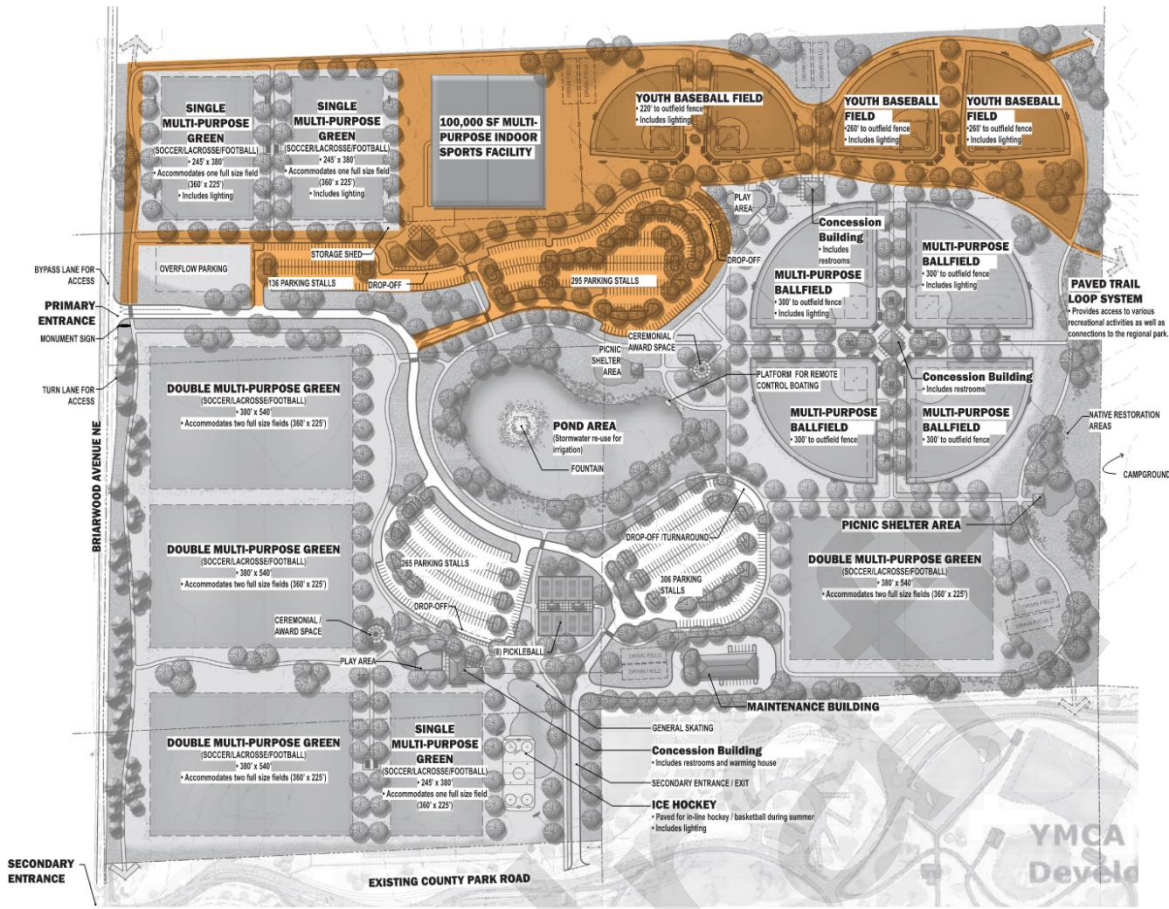 SINGLE
MULTI-PURPOSE
GREEN
(SOCCER/LACROSSE/FOOTBALL)
• 245' x 380'
• Accommodates one full size field
(360' x 225')
• Includes lighting
SINGLE
MULTI-PURPOSE
GREEN
(SOCCER/LACROSSE/FOOTBALL)
• 245' x 380'
• Accommodates one full size field
(360' x 225')
• Includes lighting
100,000 SF MULTI-
PURPOSE INDOOR
SPORTS FACILITY
YOUTH BASEBALL FIELD
• 220' to outfield fence
• Includes lighting
YOUTH BASEBALL
FIELD
•260' to outfield fence
•Includes lighting
YOUTH BASEBALL
FIELD
•260' to outfield fence
•Includes lighting
PLAY
AREA
Concession
Building
• Includes
restrooms
STORAGE SHED
OVERFLOW PARKING
136 PARKING STALLS
DROP-OFF
295 PARKING STALLS
DROP-OFF
BYPASS LANE FOR
ACCESS
PRIMARY
ENTRANCE
MONUMENT SIGN
TURN LANE FOR
ACCESS
BRIARWOOD AVENUE NE
MULTI-PURPOSE
BALLFIELD
• 300' to outfield fence
• Includes lighting
MULTI-PURPOSE
BALLFIELD
• 300' to outfield fence
• Includes lighting
PAVED TRAIL
LOOP SYSTEM
• Provides access to various
recreational activities as well as
connections to the regional park.
CEREMONIAL /
AWARD SPACE
PICNIC
SHELTER
AREA
PLATFORM FOR REMOTE
CONTROL BOATING
Concession Building
• Includes restrooms
DOUBLE MULTI-PURPOSE GREEN
(SOCCER/LACROSSE/FOOTBALL)
• 380' x 540'
• Accommodates two full size fields (360' x 225')
POND AREA
(Stormwater re-use for
irrigation)
FOUNTAIN
MULTI-PURPOSE
BALLFIELD
• 300' to outfield fence
MULTI-PURPOSE
BALLFIELD
• 300' to outfield fence
NATIVE RESTORATION
AREAS
CAMPGROUND
PICNIC SHELTER AREA
DROP-OFF /TURNAROUND
DOUBLE MULTI-PURPOSE GREEN
(SOCCER/LACROSSE/FOOTBALL)
• 380' x 540'
• Accommodates two full size fields (360' x 225')
265 PARKING STALLS
306 PARKING
STALLS
DOUBLE MULTI-PURPOSE GREEN
(SOCCER/LACROSSE/FOOTBALL)
• 380' x 540'
• Accommodates two full size fields (360' x 225')
DROP-OFF
CEREMONIAL /
AWARD SPACE
(8) PICKLEBALL
PLAY AREA
DRAIN FIELD
DRAIN FIELD
DRAIN FIELD
DRAIN FIELD
MAINTENANCE BUILDING
DOUBLE MULTI-PURPOSE GREEN
(SOCCER/LACROSSE/FOOTBALL)
• 380' x 540'
• Accommodates two full size fields (360' x 225')
SINGLE
MULTI-PURPOSE
GREEN
(SOCCER/LACROSSE/FOOTBALL)
• 245' x 380'
• Accommodates one full size field
(360' x 225')
GENERAL SKATING
Concession Building
• Includes restrooms and warming house
SECONDARY ENTRANCE / EXIT
ICE HOCKEY
• Paved for in-line hockey / basketball during summer
• Includes lighting
YMCA
SECONDARY
ENTRANCE
EXISTING COUNTY PARK ROAD